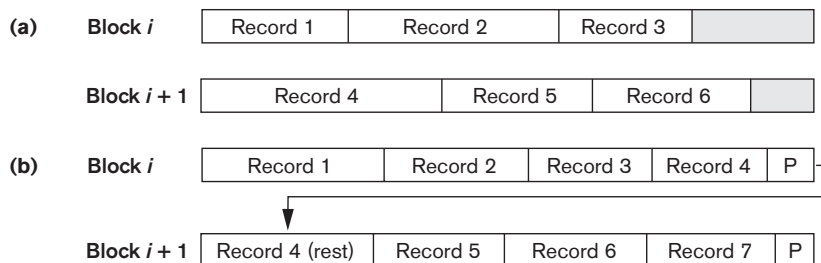 (a) Block i Record 1 Record 2 Record 3
Block i + 1 Record 4 Record 5 Record 6
(b) Block i Record 1 Record 2 Record 3 Record 4 P
Block i + 1 Record 4 (rest) Record 5 Record 6 Record 7 P